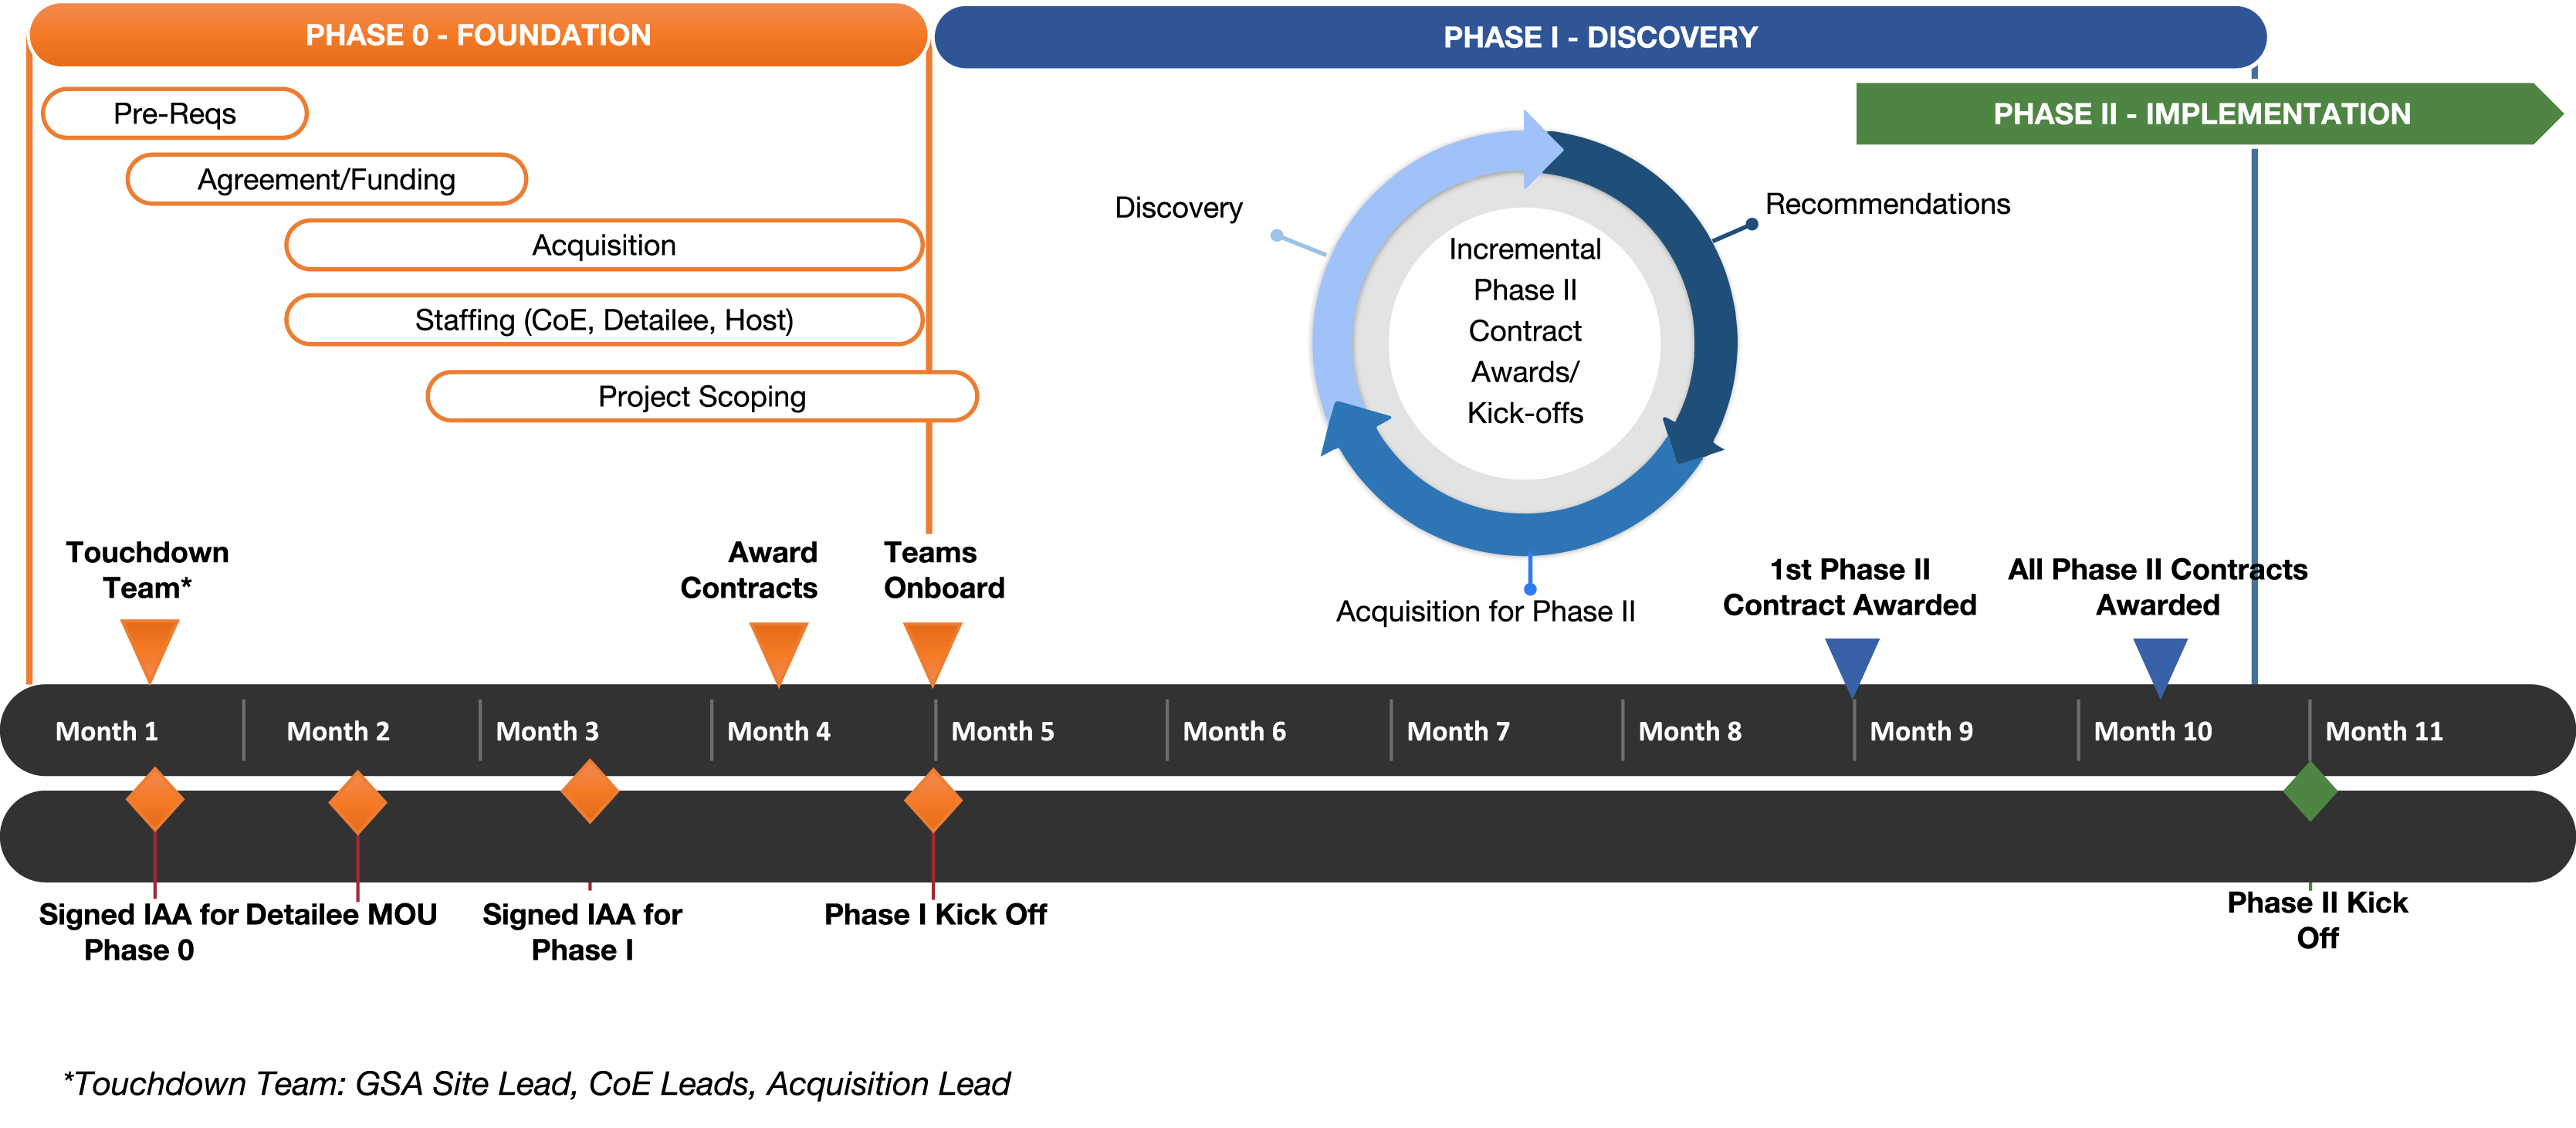 PHASE 0 - FOUNDATION
PHASE I - DISCOVERY
PHASE II - IMPLEMENTATION
Pre-Reqs
Agreement/Funding
Acquisition
Staffing (CoE, Detailee, Host)
Project Scoping
Discovery
Recommendations
Incremental
Phase II
Contract
Awards/
Kick-offs
Acquisition for Phase II
Touchdown
Team*
Award
Contracts
Teams
Onboard
1st Phase II
Contract Awarded
All Phase II Contracts
Awarded
Month 1
Month 2
Month 3
Month 4
Month 5
Month 6
Month 7
Month 8
Month 9
Month 10
Month 11
Signed IAA for
Phase 0
Detailee MOU
Signed IAA for
Phase I
Phase I Kick Off
Phase II Kick
Off
*Touchdown Team: GSA Site Lead, CoE Leads, Acquisition Lead